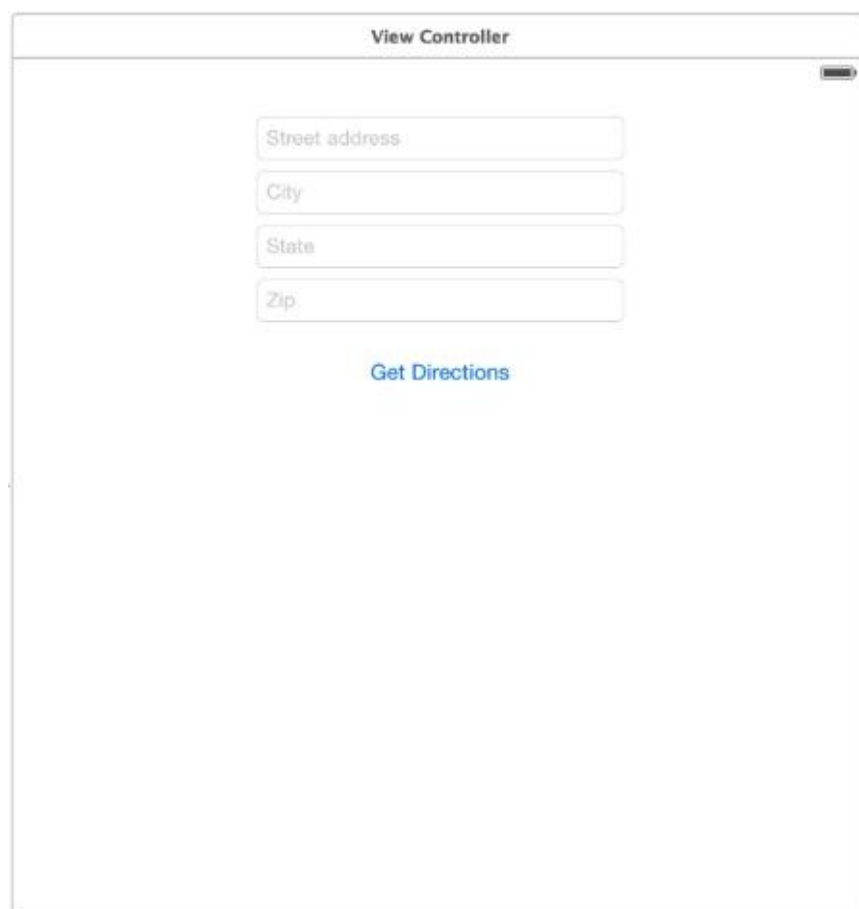 View Controller
Street address
City
State
Zip
Get Directions